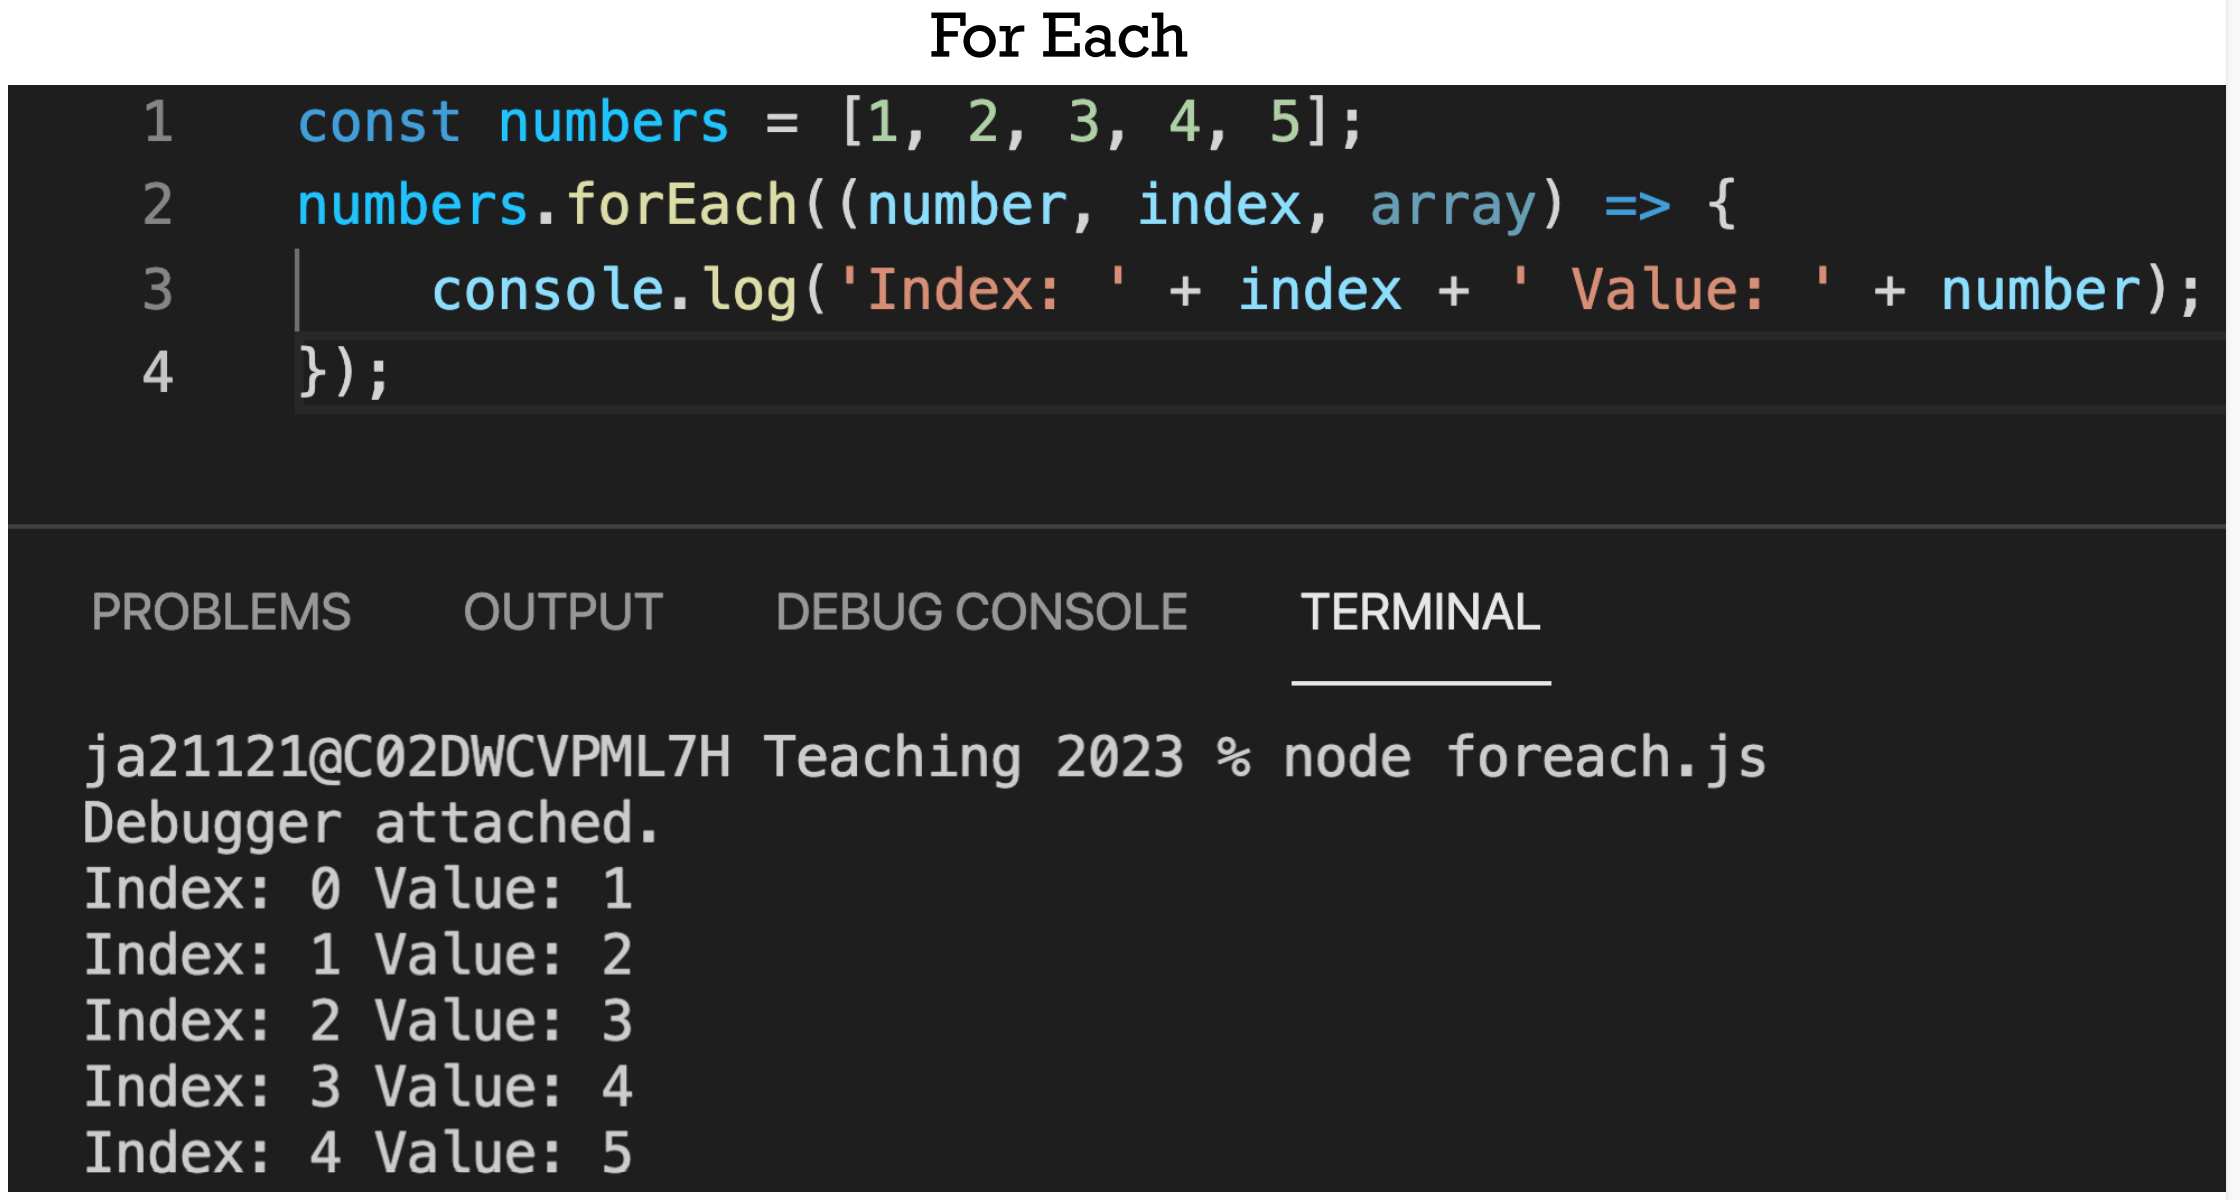 For Each
1 const numbers = [1, 2, 3, 4, 5];
2 numbers.forEach((number, index, array) => {
3 console.log('Index: ' + index + ' Value: ' + number);
4 });
PROBLEMS OUTPUT DEBUG CONSOLE TERMINAL
ja21121@C02DWCVPML7H Teaching 2023 % node foreach.js
Debugger attached.
Index: 0 Value: 1
Index: 1 Value: 2
Index: 2 Value: 3
Index: 3 Value: 4
Index: 4 Value: 5